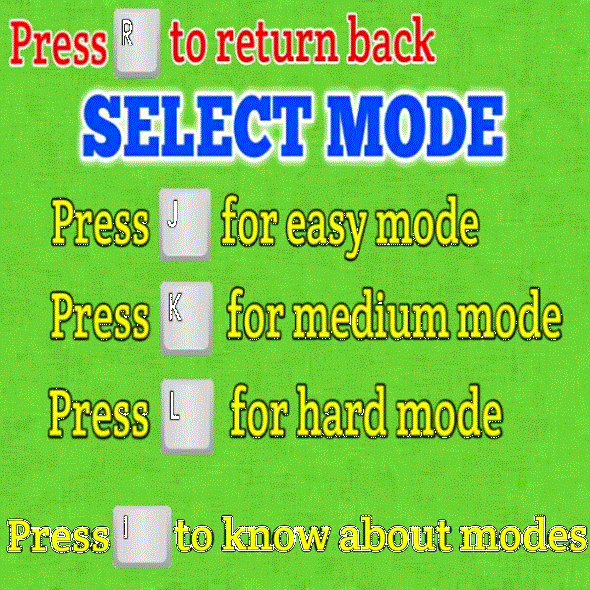 Press R to return back
SELECT MODE
Press J for easy mode
Press K for medium mode
Press L for hard mode
Press I to know about modes